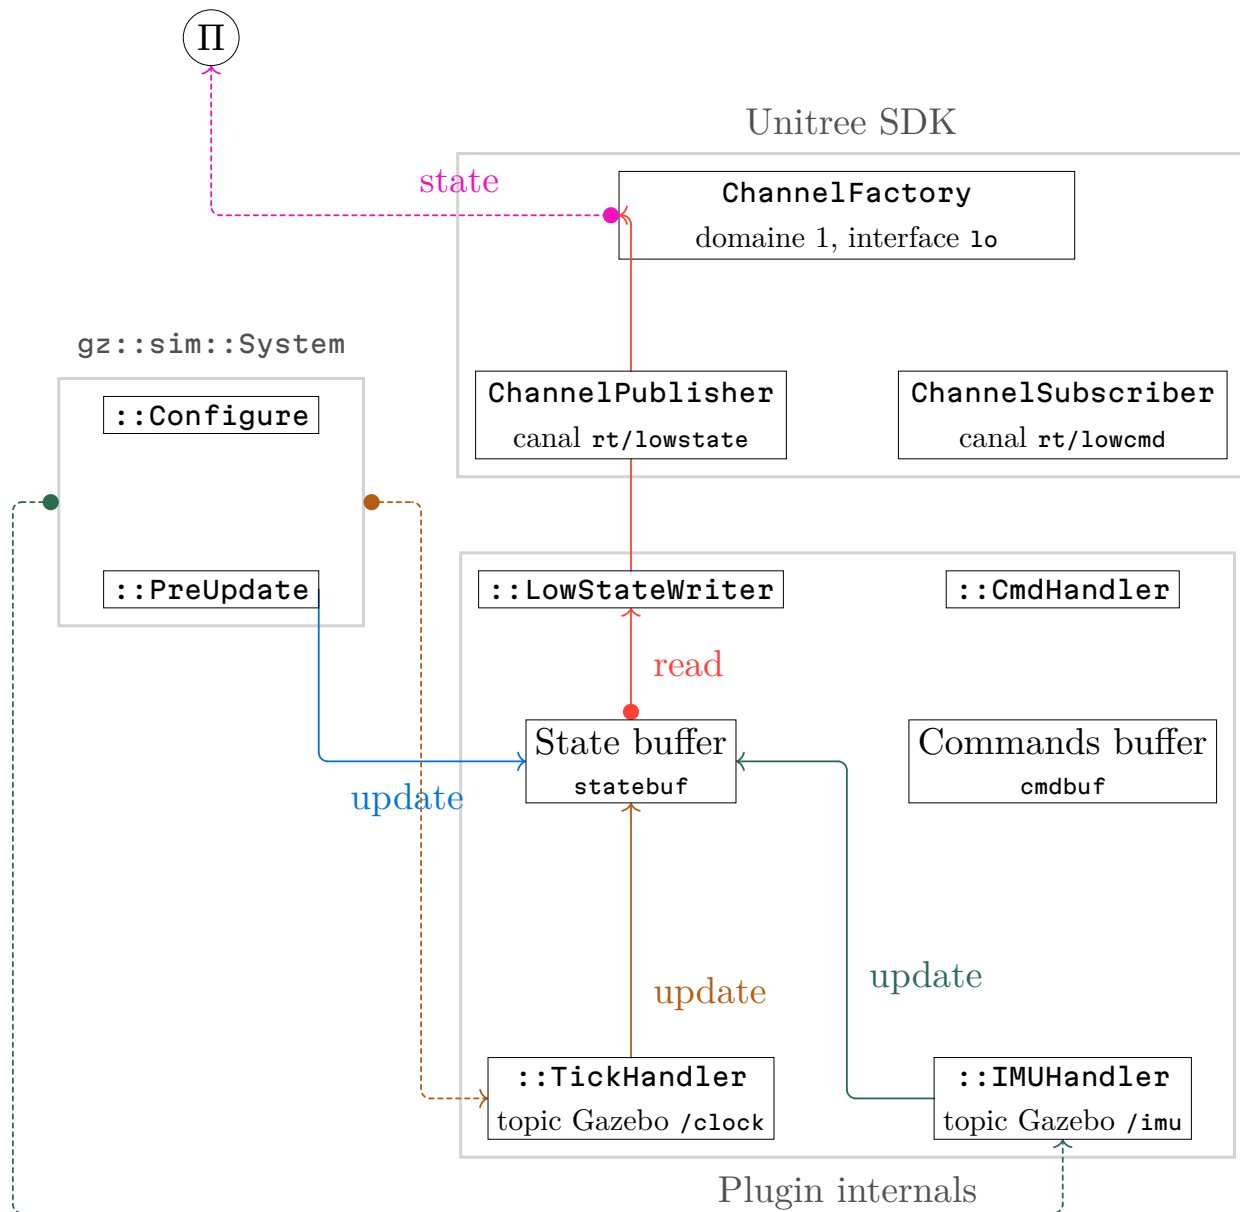 Π
Unitree SDK
state
ChannelFactory
domaine 1, interface lo
gz::sim::System
::Configure
ChannelPublisher
canal rt/lowstate
ChannelSubscriber
canal rt/lowcmd
::PreUpdate
::LowStateWriter
::CmdHandler
read
State buffer
statebuf
Commands buffer
cmdbuf
update
update
update
::TickHandler
topic Gazebo /clock
::IMUHandler
topic Gazebo /imu
Plugin internals